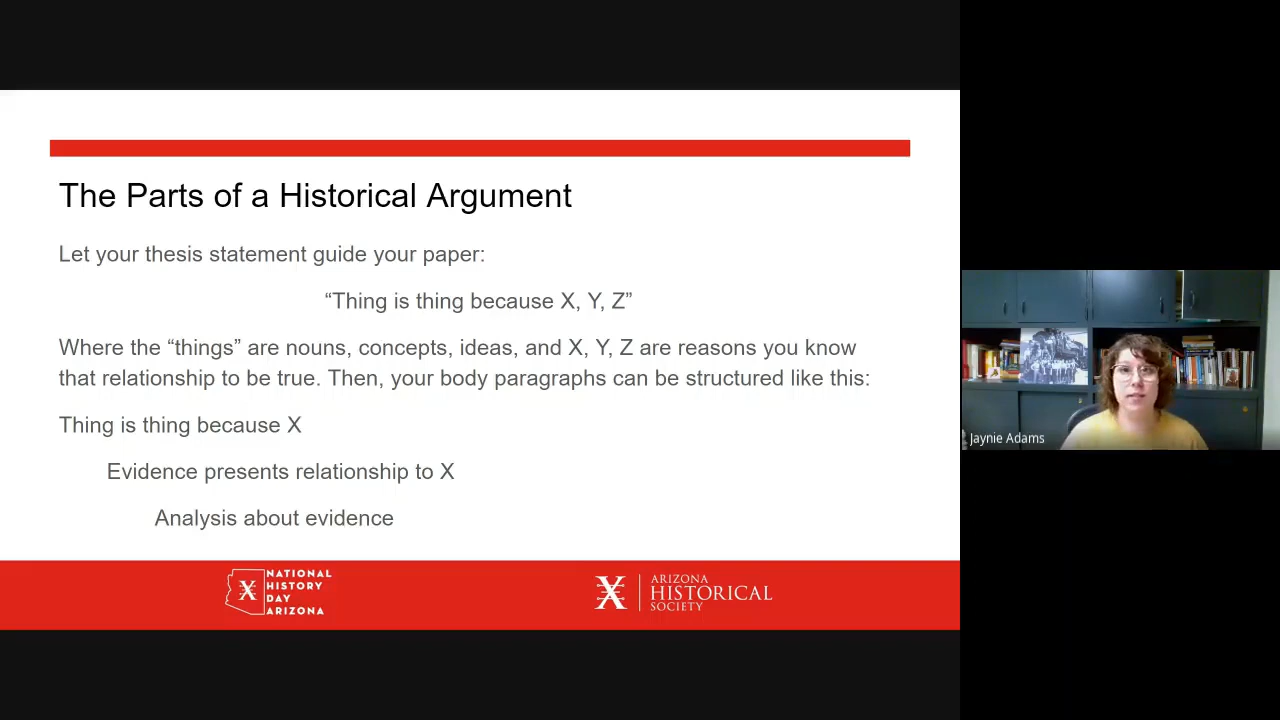 The Parts of a Historical Argument
Let your thesis statement guide your paper:
“Thing is thing because X, Y, Z”
Where the “things” are nouns, concepts, ideas, and X, Y, Z are reasons you know
that relationship to be true. Then, your body paragraphs can be structured like this:
Thing is thing because X
Evidence presents relationship to X
Analysis about evidence
NATIONAL
HISTORY
DAY
ARIZONA
ARIZONA
HISTORICAL
SOCIETY
Jaynie Adams